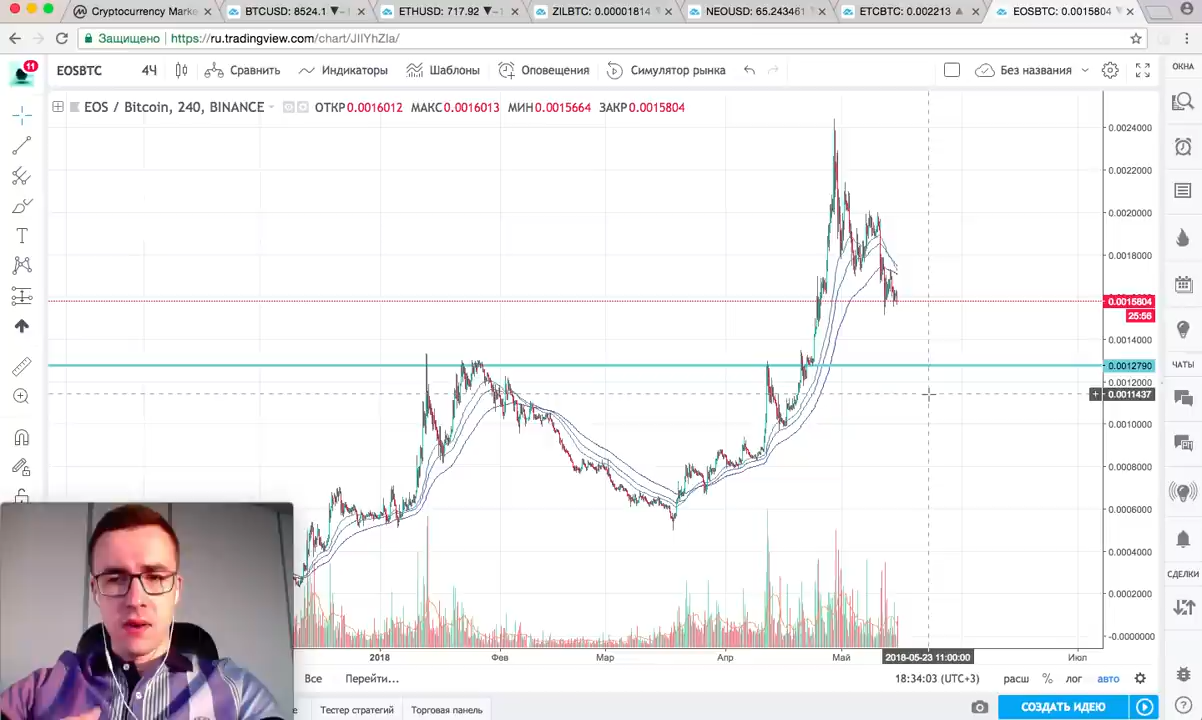 Cryptocurrency Marke
BTCUSD: 8524.1 ▼−1
ETHUSD: 717.92 ▼−1
ZILBTC: 0.00001814
NEOUSD: 65.243461
ETCBTC: 0.002213 ▲
EOSBTC: 0.0015804
Защищено
https://ru.tradingview.com/chart/JIIYhZIa/
11
EOSBTC
4Ч
Сравнить
Индикаторы
Шаблоны
Оповещения
Симулятор рынка
Без названия
ОКНА
EOS / Bitcoin, 240, BINANCE
ОТКР 0.0016012 МАКС 0.0016013 МИН 0.0015664 ЗАКР 0.0015804
0.0024000
0.0022000
0.0020000
0.0018000
0.0015804
25:56
0.0014000
0.0012790
0.0012000
0.0011437
0.0010000
0.0008000
0.0006000
0.0004000
0.0002000
-0.0000000
ЧАТЫ
СДЕЛКИ
2018
Фев
Мар
Апр
Май
2018-05-23 11:00:00
Июл
Все
Перейти...
18:34:03 (UTC+3)
расш
%
лог
авто
Тестер стратегий
Торговая панель
СОЗДАТЬ ИДЕЮ